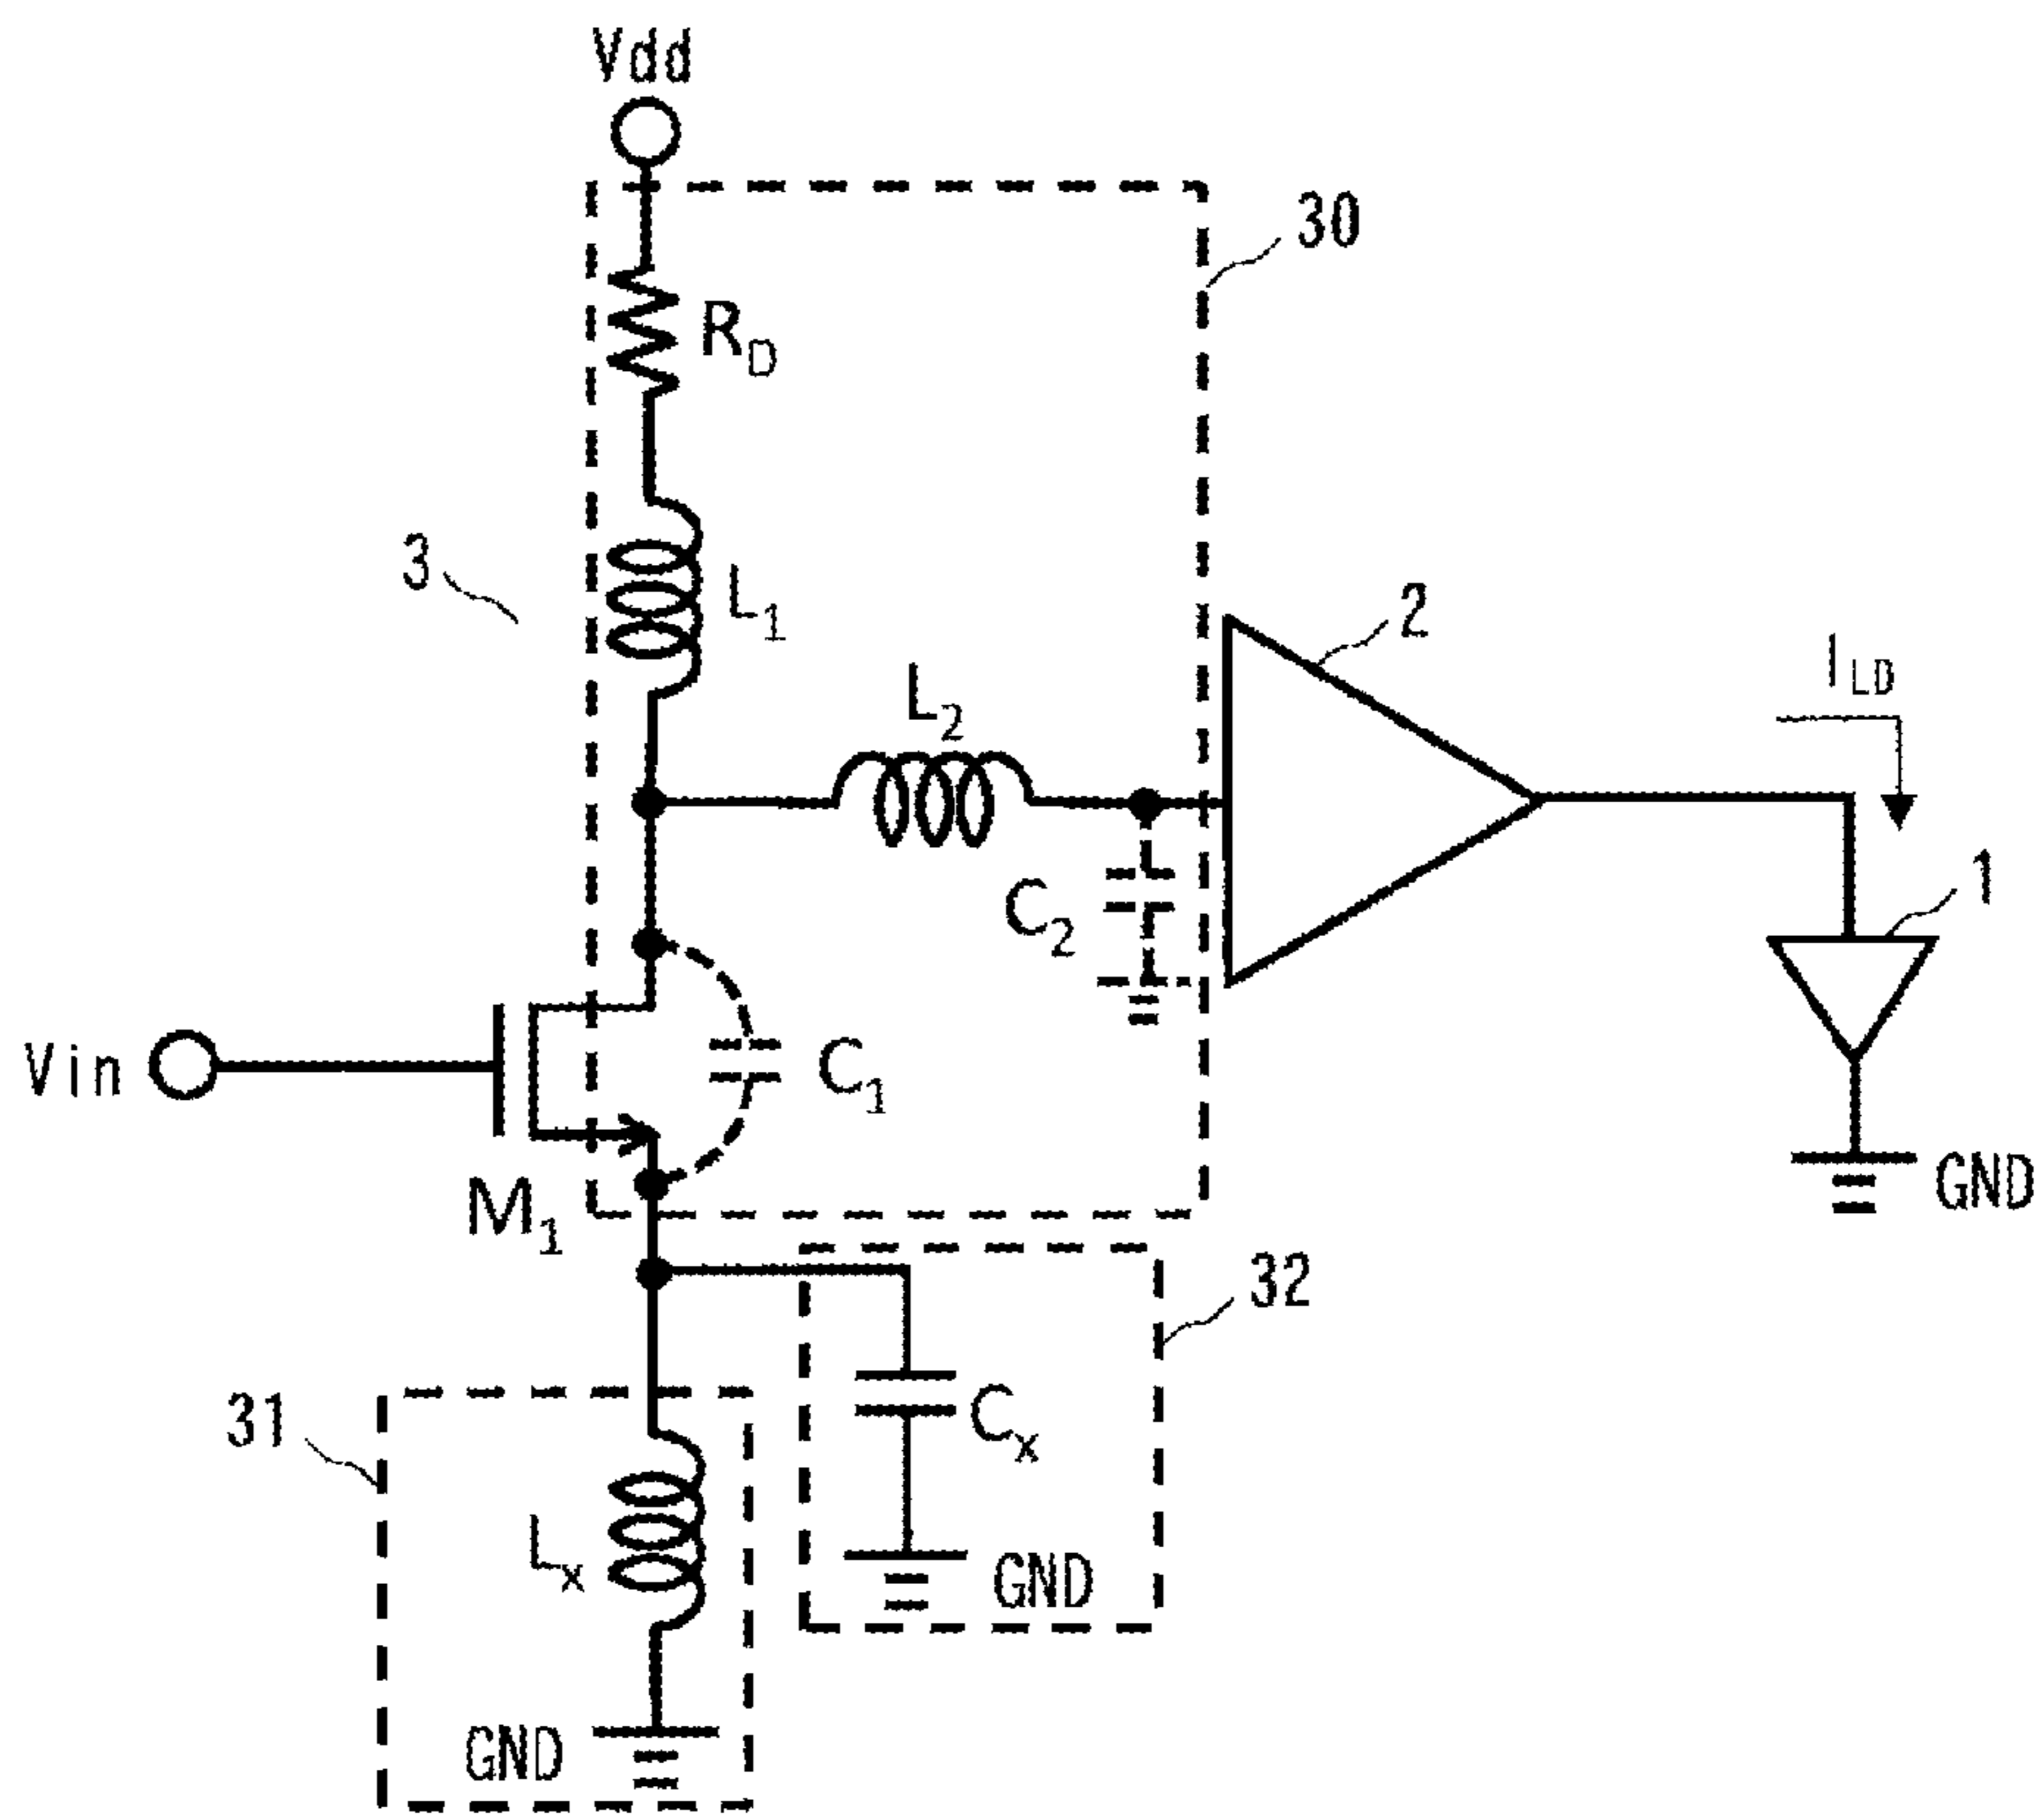 Vdd
30
R_D
3
L_1
2
L_2
I_LD
C_2
1
Vin
C_1
M_1
GND
32
31
C_x
L_x
GND
GND